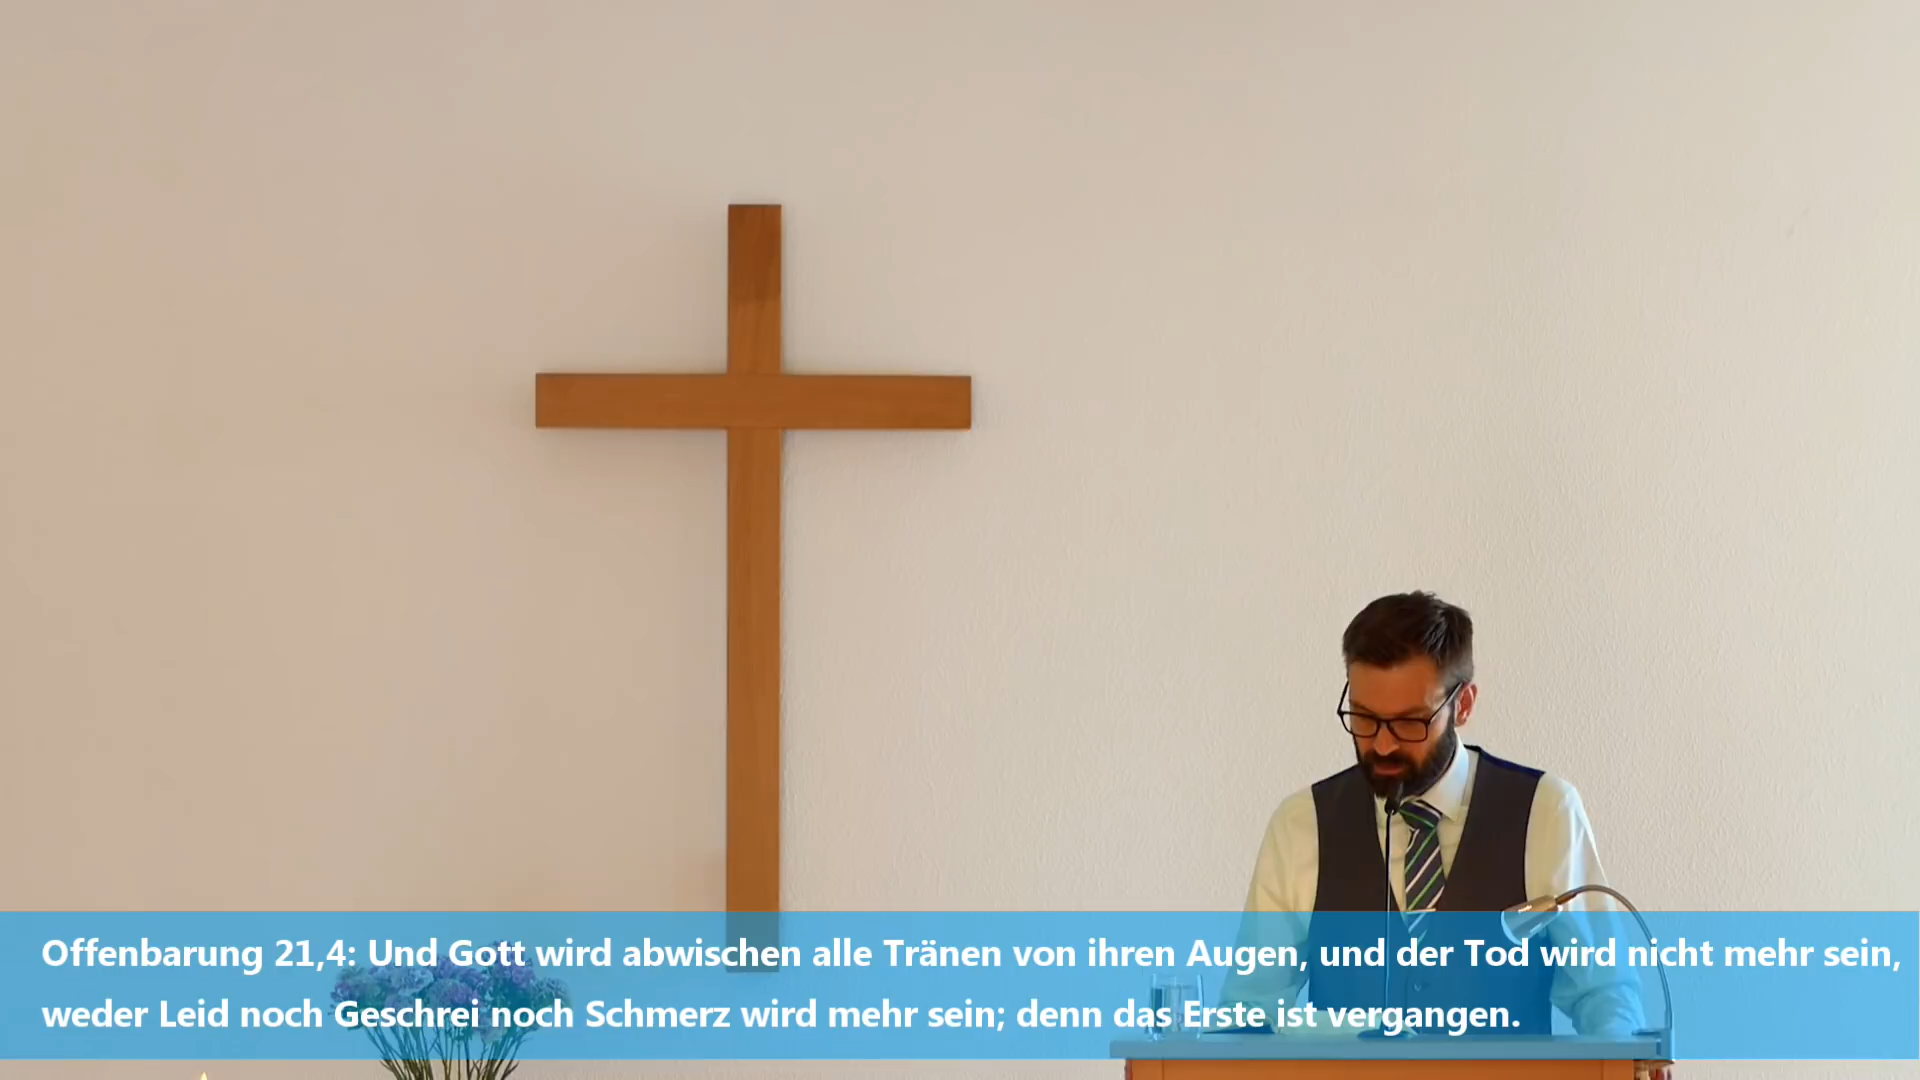 Offenbarung 21,4: Und Gott wird abwischen alle Tränen von ihren Augen, und der Tod wird nicht mehr sein,
weder Leid noch Geschrei noch Schmerz wird mehr sein; denn das Erste ist vergangen.